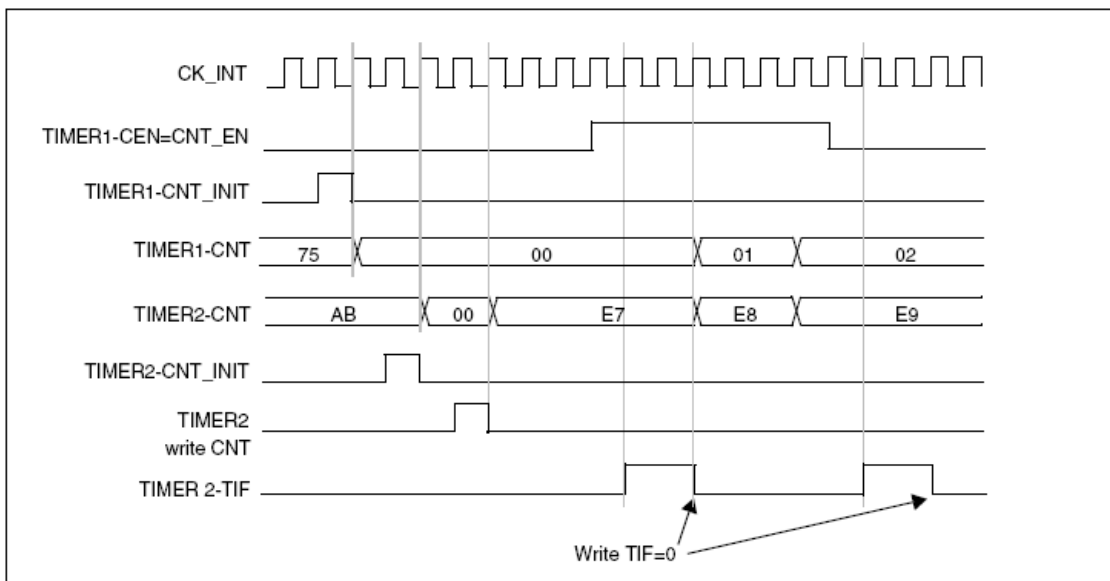 CK_INT
TIMER1-CEN=CNT_EN
TIMER1-CNT_INIT
TIMER1-CNT 75 00 01 02
TIMER2-CNT AB 00 E7 E8 E9
TIMER2-CNT_INIT
TIMER2
write CNT
TIMER 2-TIF
Write TIF=0